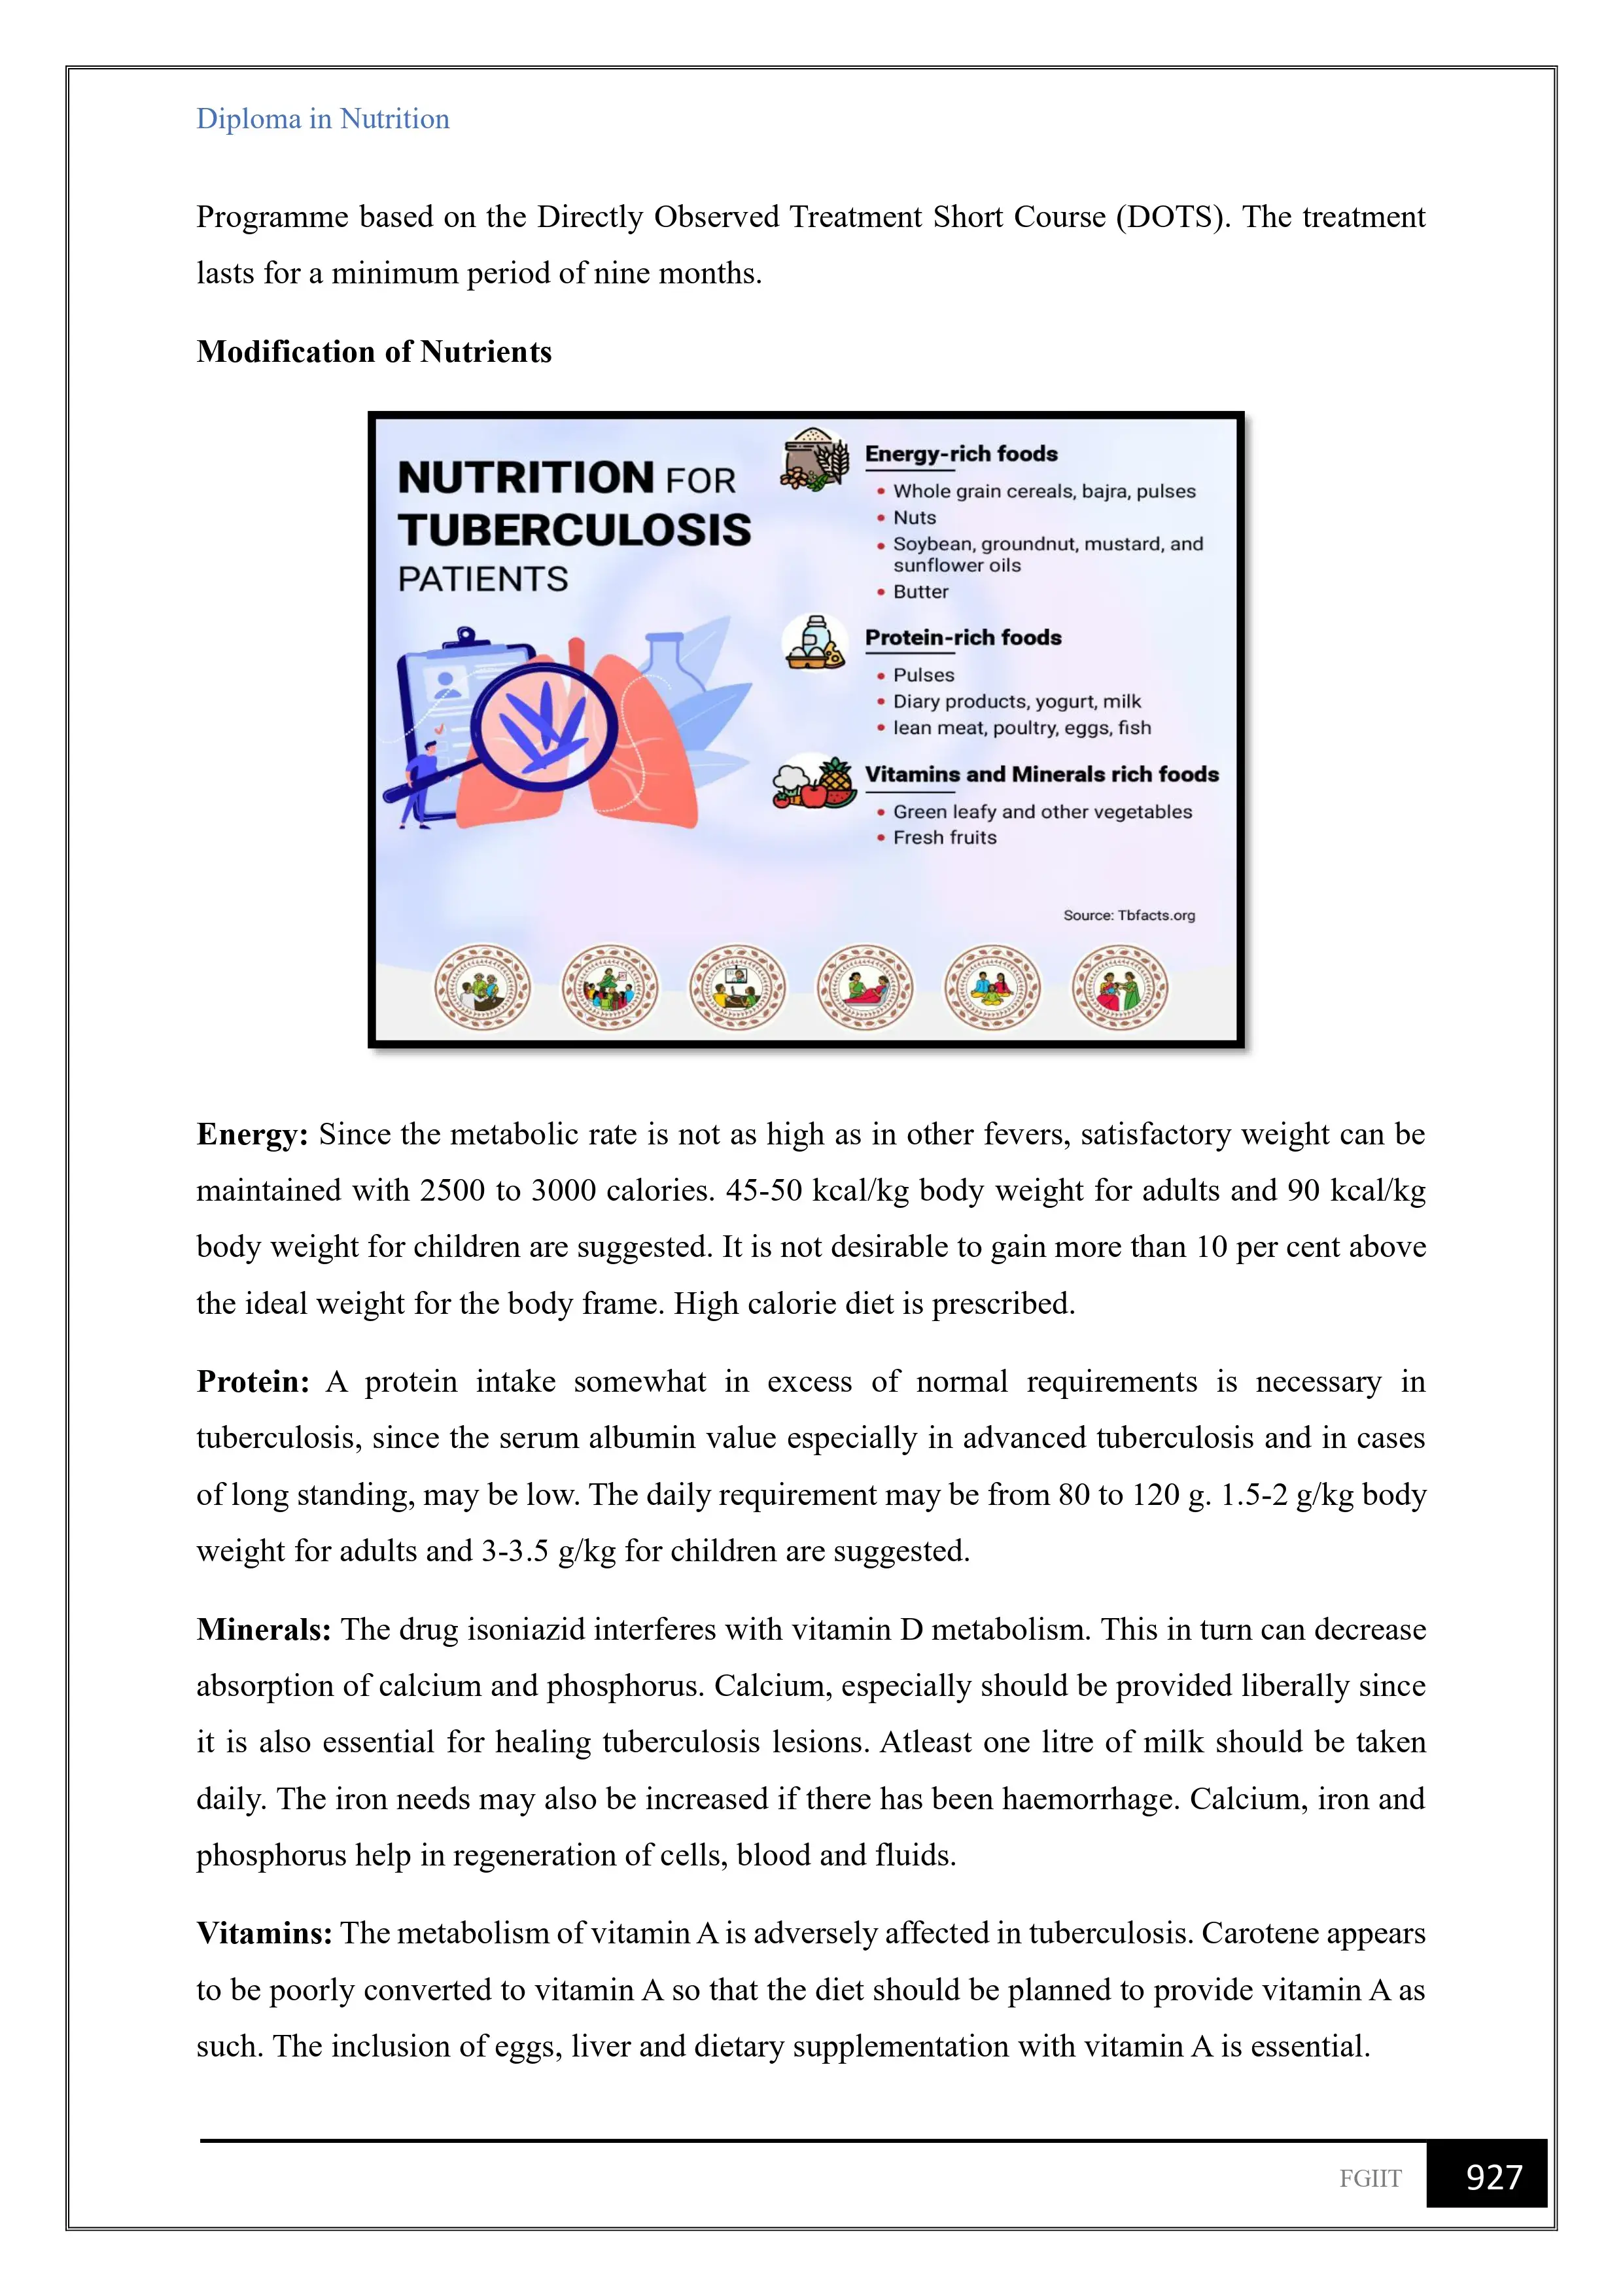 Diploma in Nutrition
Programme based on the Directly Observed Treatment Short Course (DOTS). The treatment
lasts for a minimum period of nine months.
Modification of Nutrients
NUTRITION FOR
TUBERCULOSIS
PATIENTS
Energy-rich foods
• Whole grain cereals, bajra, pulses
• Nuts
• Soybean, groundnut, mustard, and
sunflower oils
• Butter
Protein-rich foods
• Pulses
• Diary products, yogurt, milk
• lean meat, poultry, eggs, fish
Vitamins and Minerals rich foods
• Green leafy and other vegetables
• Fresh fruits
Source: Tbfacts.org
Energy: Since the metabolic rate is not as high as in other fevers, satisfactory weight can be
maintained with 2500 to 3000 calories. 45-50 kcal/kg body weight for adults and 90 kcal/kg
body weight for children are suggested. It is not desirable to gain more than 10 per cent above
the ideal weight for the body frame. High calorie diet is prescribed.
Protein: A protein intake somewhat in excess of normal requirements is necessary in
tuberculosis, since the serum albumin value especially in advanced tuberculosis and in cases
of long standing, may be low. The daily requirement may be from 80 to 120 g. 1.5-2 g/kg body
weight for adults and 3-3.5 g/kg for children are suggested.
Minerals: The drug isoniazid interferes with vitamin D metabolism. This in turn can decrease
absorption of calcium and phosphorus. Calcium, especially should be provided liberally since
it is also essential for healing tuberculosis lesions. Atleast one litre of milk should be taken
daily. The iron needs may also be increased if there has been haemorrhage. Calcium, iron and
phosphorus help in regeneration of cells, blood and fluids.
Vitamins: The metabolism of vitamin A is adversely affected in tuberculosis. Carotene appears
to be poorly converted to vitamin A so that the diet should be planned to provide vitamin A as
such. The inclusion of eggs, liver and dietary supplementation with vitamin A is essential.
FGIIT
927